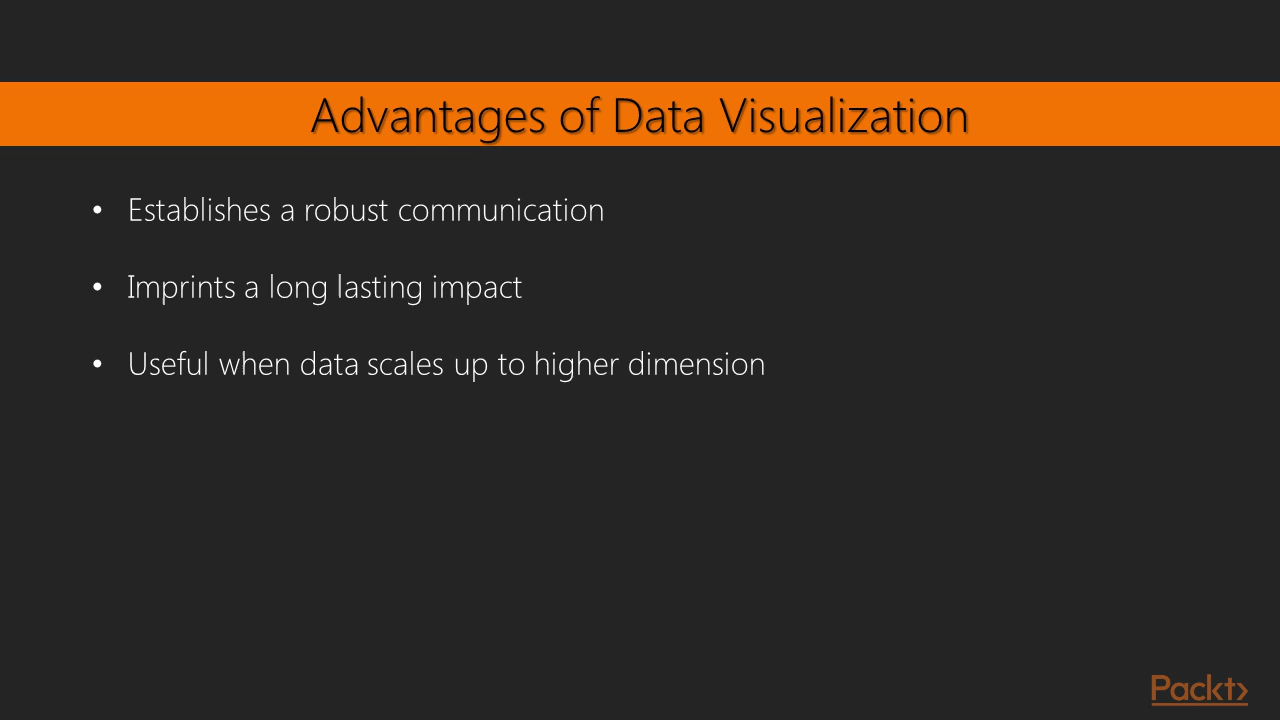 Advantages of Data Visualization
• Establishes a robust communication
• Imprints a long lasting impact
• Useful when data scales up to higher dimension
Packt>